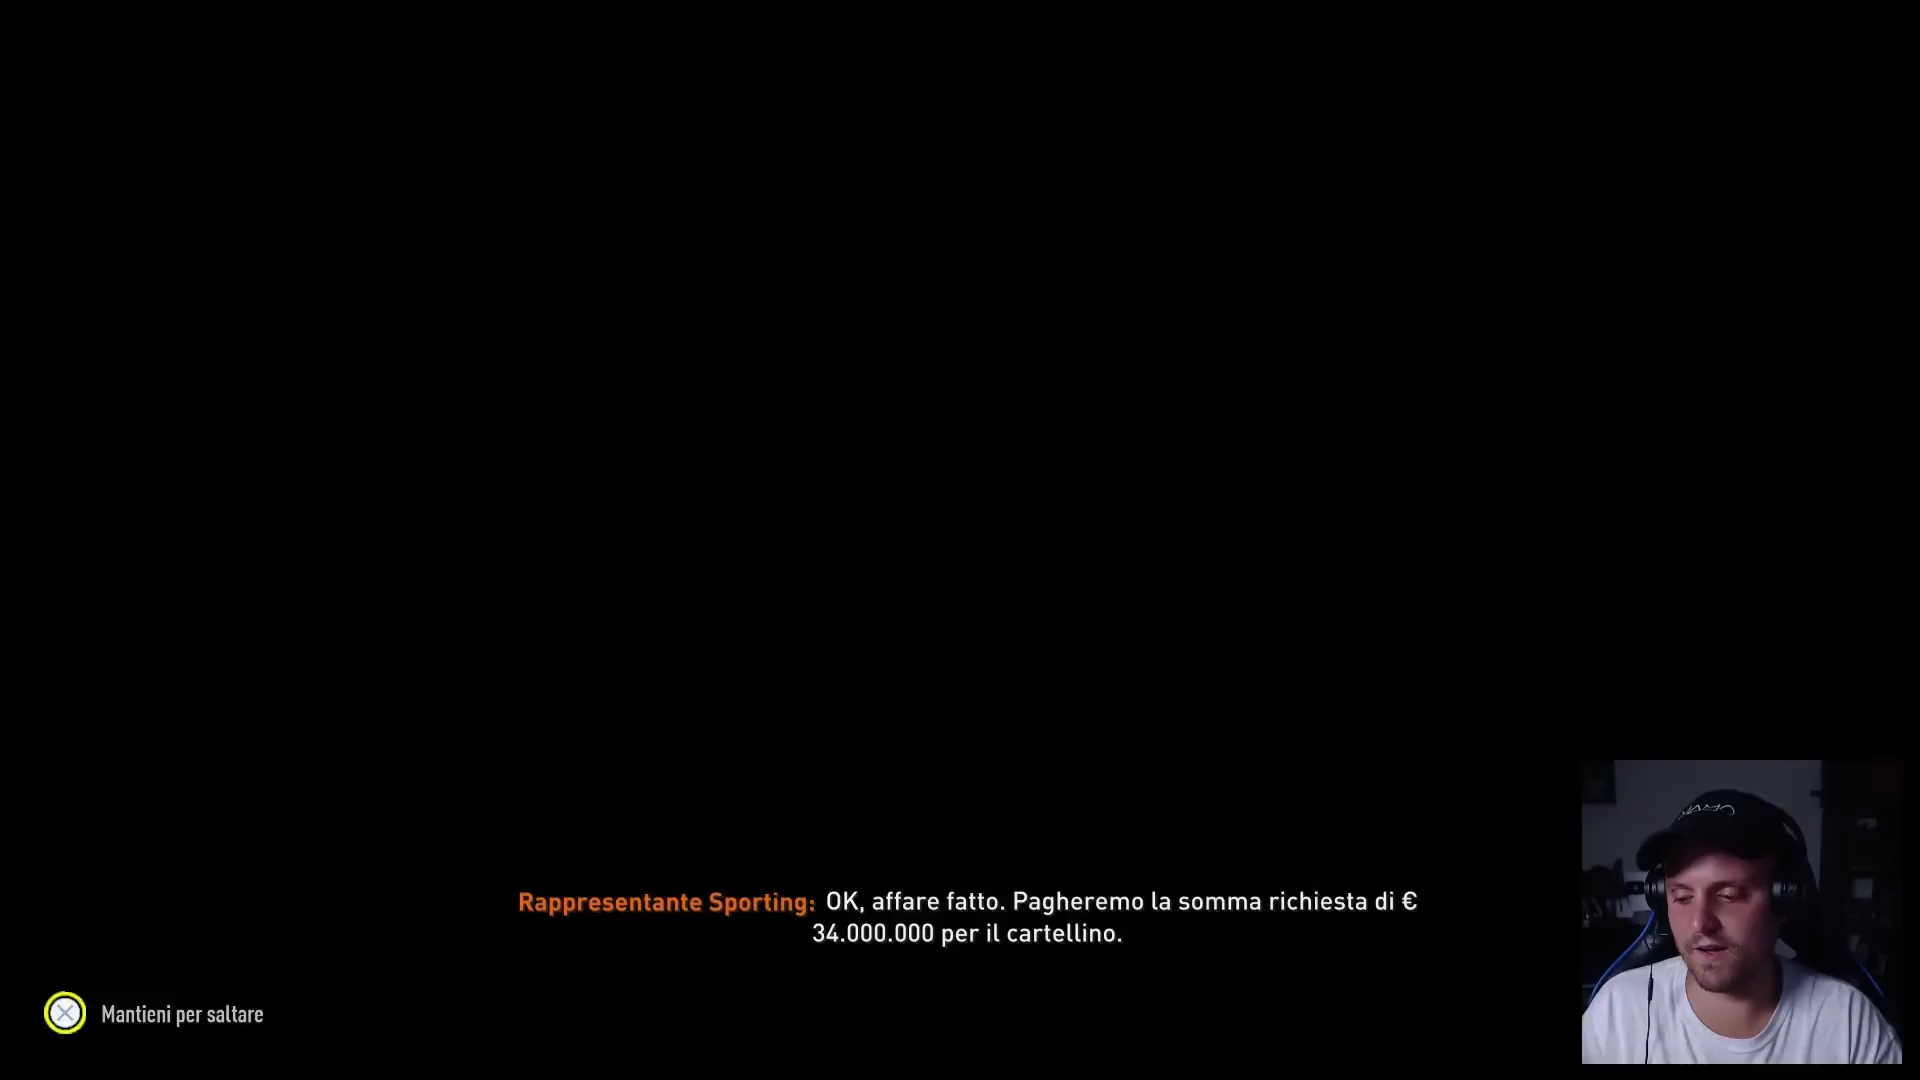 Rappresentante Sporting: OK, affare fatto. Pagheremo la somma richiesta di €
34.000.000 per il cartellino.
Mantieni per saltare